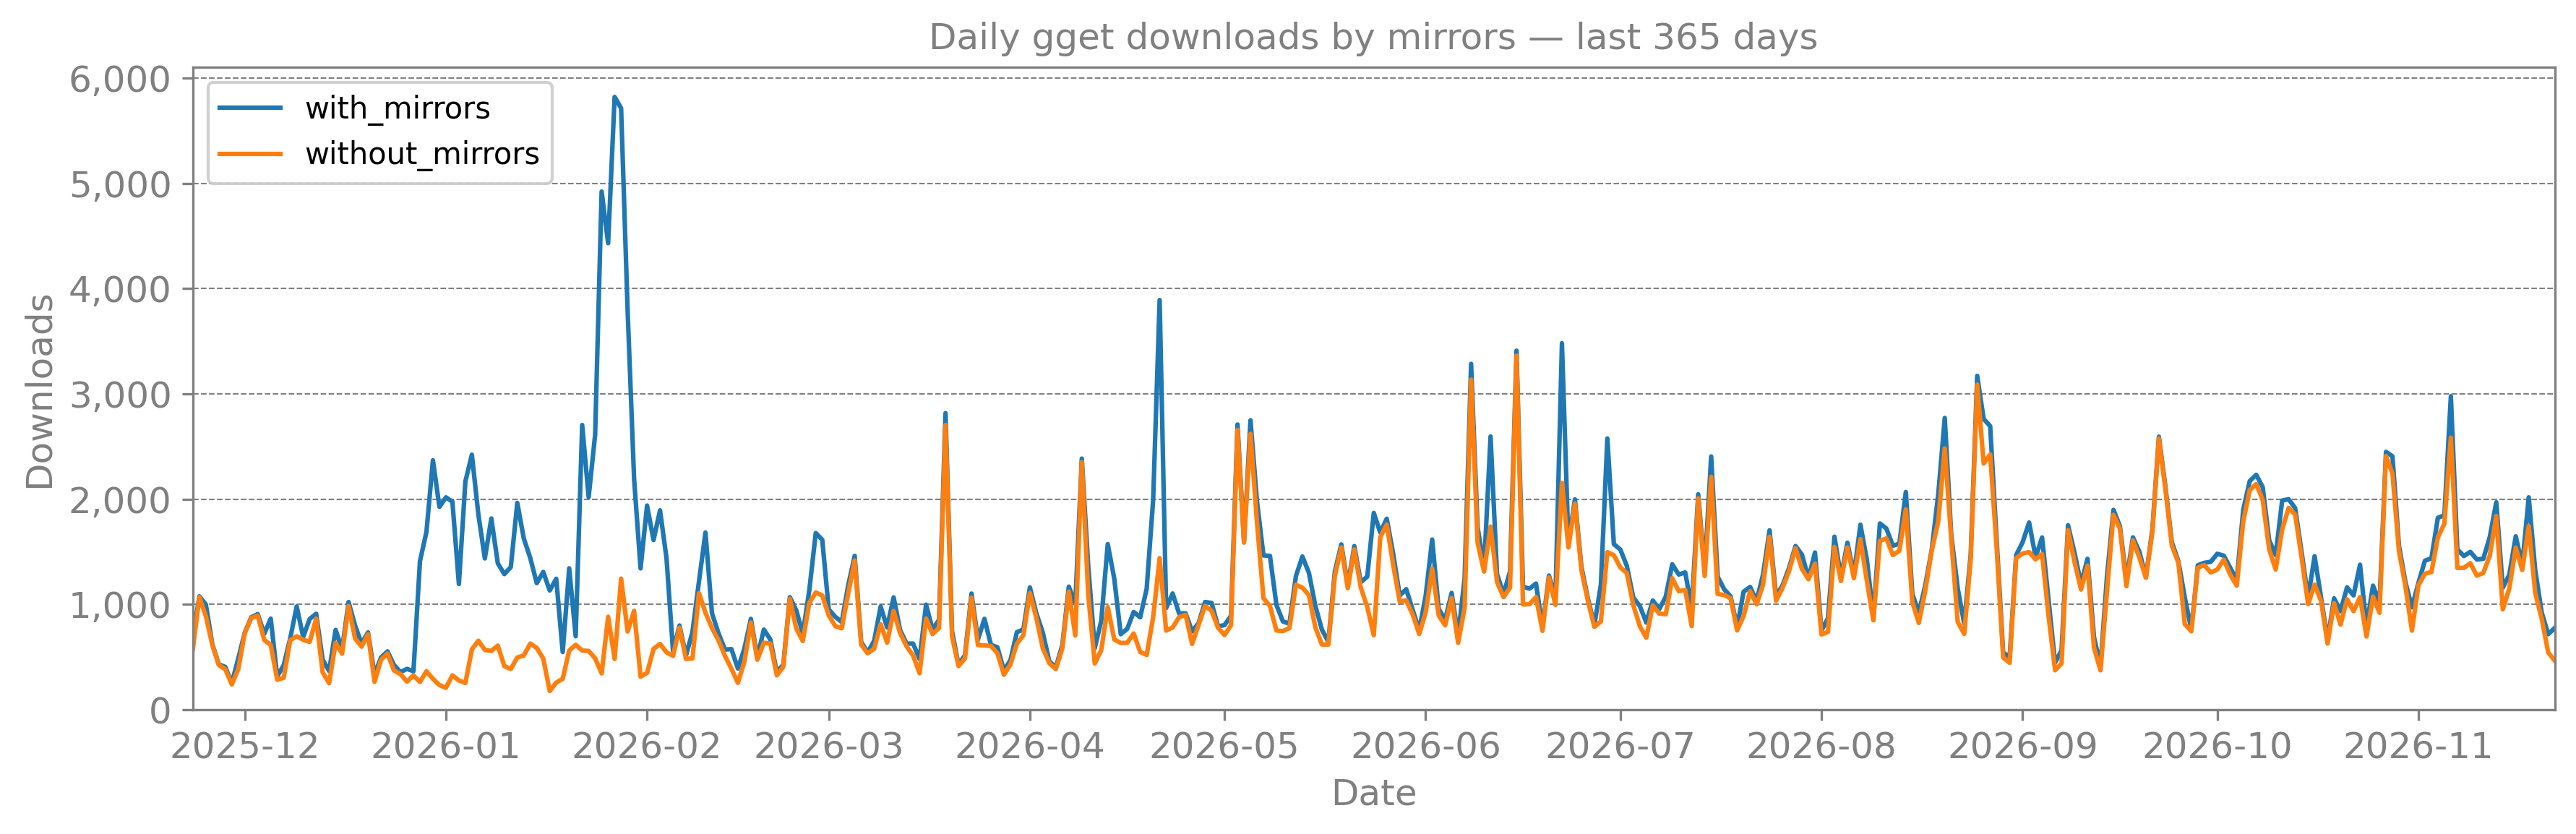 Daily gget downloads by mirrors — last 365 days
6,000
5,000
4,000
3,000
2,000
1,000
0
Downloads
with_mirrors
without_mirrors
2025-12 2026-01 2026-02 2026-03 2026-04 2026-05 2026-06 2026-07 2026-08 2026-09 2026-10 2026-11
Date